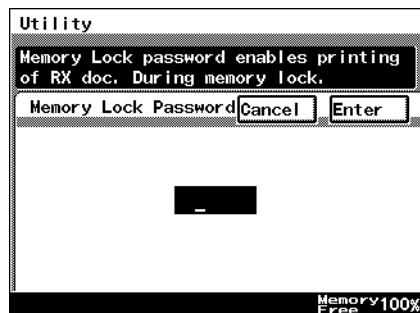 Utility
Memory Lock password enables printing
of RX doc. During memory lock.
Memory Lock Password Cancel Enter
Memory
Free 100%